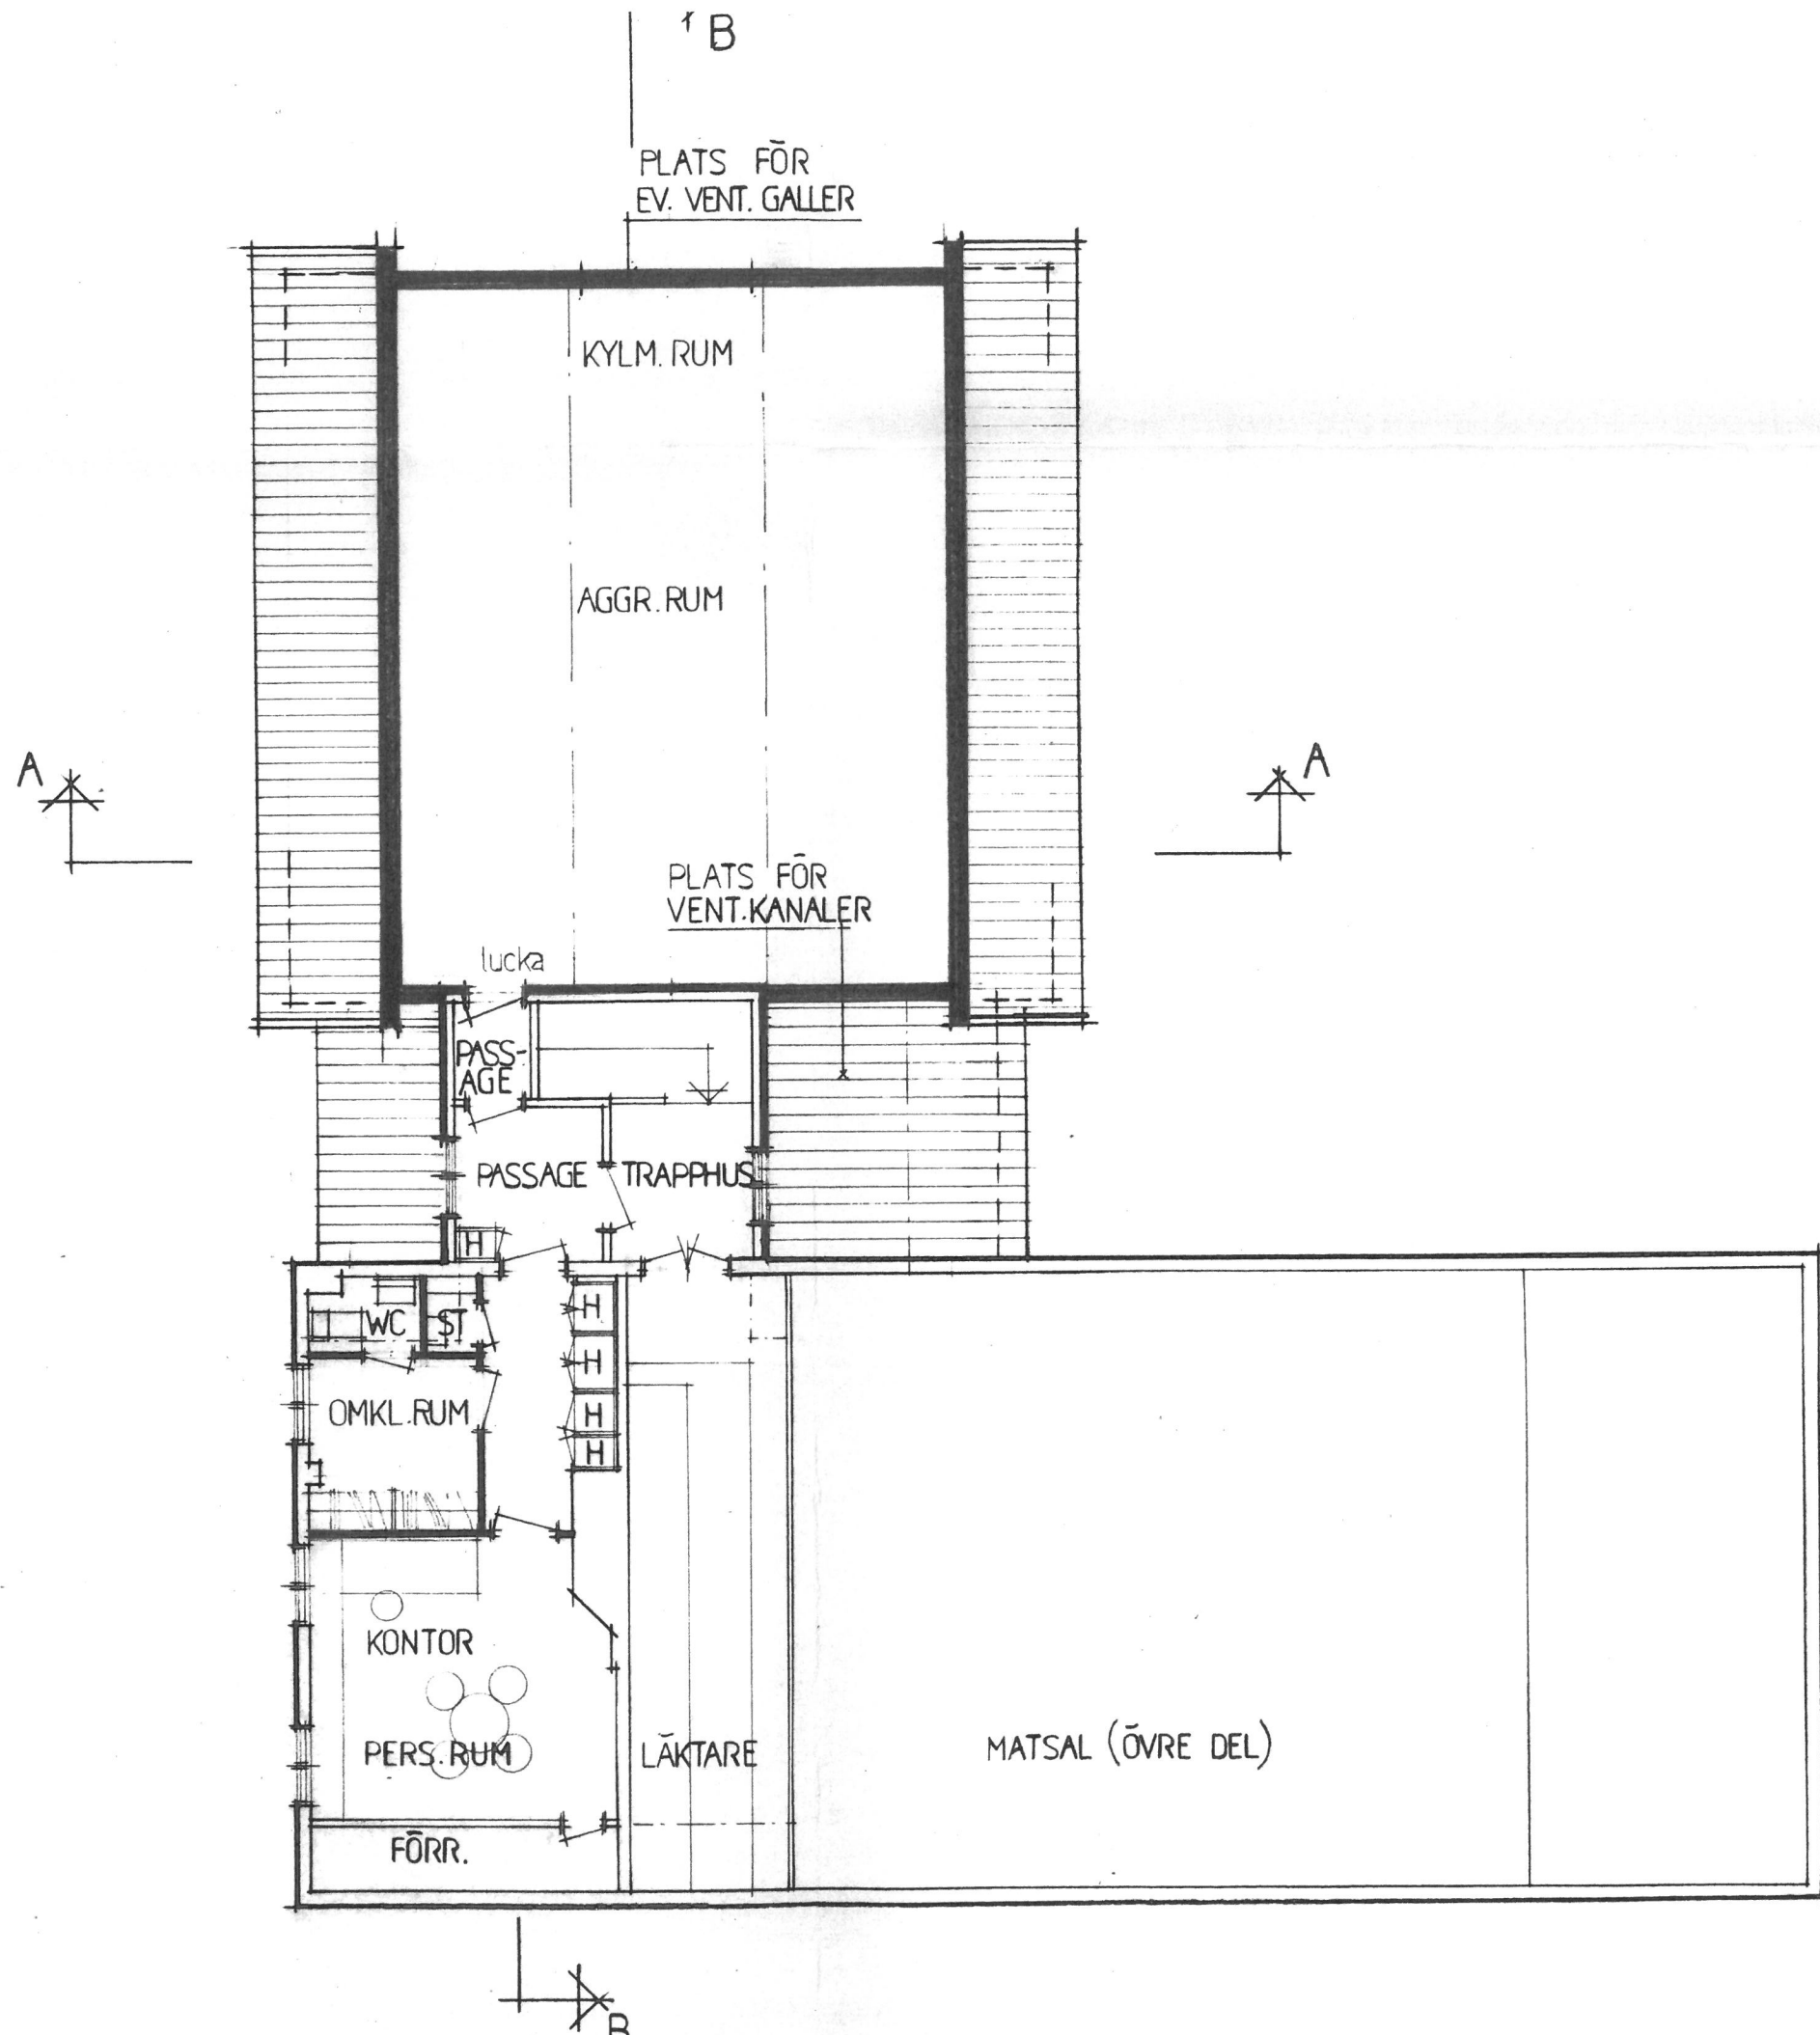 B
PLATS FÖR
EV. VENT. GALLER
KYLM. RUM
AGGR. RUM
A
A
PLATS FÖR
VENT. KANALER
lucka
PASS-
AGE
PASSAGE
TRAPPHUS
H
WC
ST
H
H
OMKL. RUM
H
H
KONTOR
PERS. RUM
LÄKTARE
MATSAL (ÖVRE DEL)
FÖRR.
B